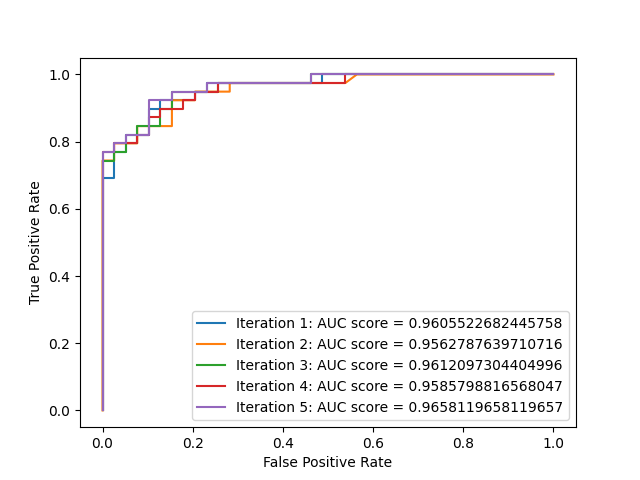 1.0
0.8
0.6
0.4
0.2
0.0
True Positive Rate
Iteration 1: AUC score = 0.9605522682445758
Iteration 2: AUC score = 0.9562787639710716
Iteration 3: AUC score = 0.9612097304404996
Iteration 4: AUC score = 0.9585798816568047
Iteration 5: AUC score = 0.9658119658119657
0.0 0.2 0.4 0.6 0.8 1.0
False Positive Rate